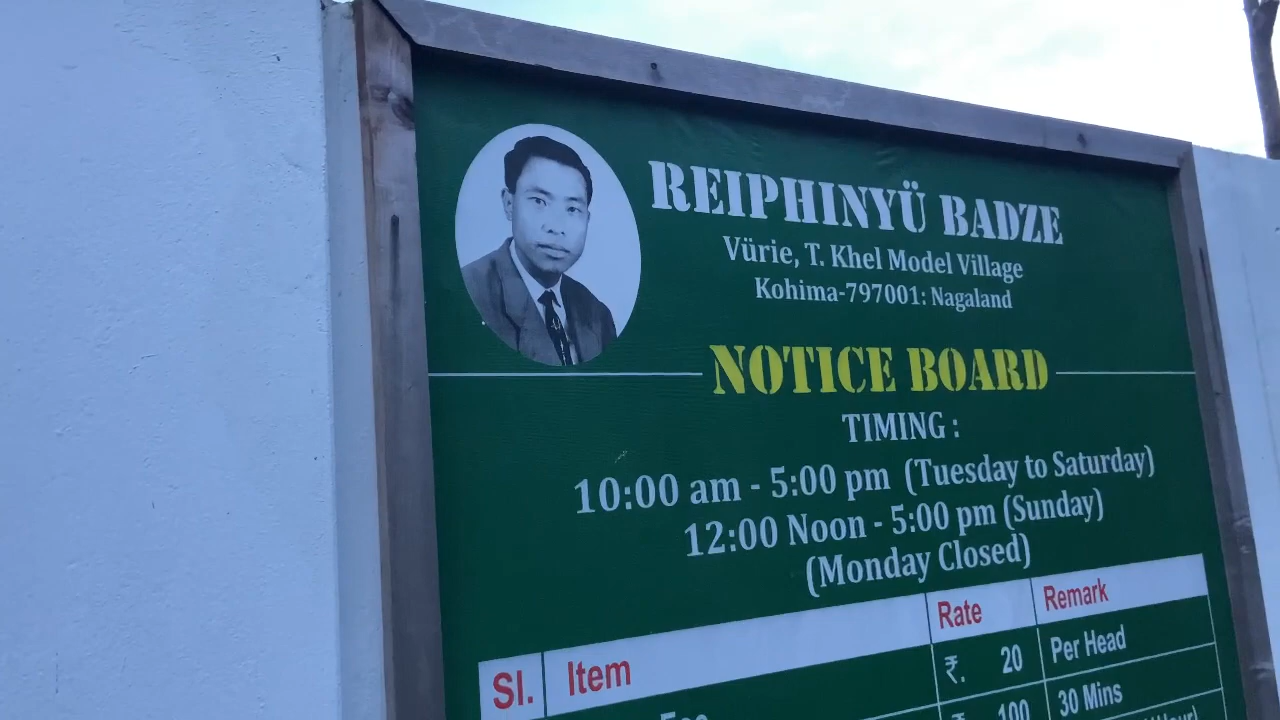 REIPHINYÜ BADZE
Vürie, T. Khel Model Village
Kohima-797001: Nagaland
NOTICE BOARD
TIMING :
10:00 am - 5:00 pm (Tuesday to Saturday)
12:00 Noon - 5:00 pm (Sunday)
(Monday Closed)
Sl. Item Rate Remark
₹. 20 Per Head
₹ 100 30 Mins